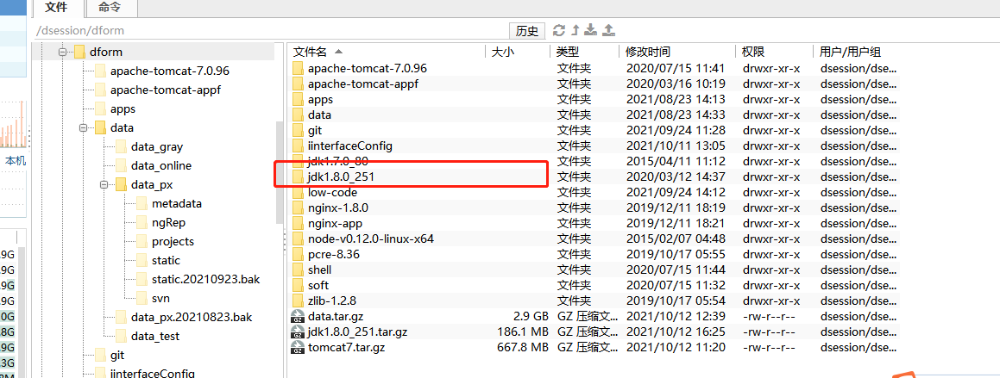 文件 命令
/dsession/dform 历史
dform
apache-tomcat-7.0.96
apache-tomcat-appf
apps
data
data_gray
data_online
data_px
metadata
ngRep
projects
static
static.20210923.bak
svn
data_px.20210823.bak
data_test
git
iinterfaceConfig
本机
.9G
.9G
.9G
.9G
.0G
.8G
.9G
.3G
文件名 大小 类型 修改时间 权限 用户/用户组
apache-tomcat-7.0.96 文件夹 2020/07/15 11:41 drwxr-xr-x dsession/dse...
apache-tomcat-appf 文件夹 2020/03/16 10:19 drwxr-xr-x dsession/dse...
apps 文件夹 2021/08/23 14:13 drwxr-xr-x dsession/dse...
data 文件夹 2021/08/23 14:33 drwxr-xr-x dsession/dse...
git 文件夹 2021/09/24 11:28 drwxr-xr-x dsession/dse...
iinterfaceConfig 文件夹 2021/10/11 13:05 drwxr-xr-x dsession/dse...
jdk1.7.0_80 文件夹 2015/04/11 11:12 drwxr-xr-x dsession/dse...
jdk1.8.0_251 文件夹 2020/03/12 14:37 drwxr-xr-x dsession/dse...
low-code 文件夹 2021/09/24 14:12 drwxr-xr-x dsession/dse...
nginx-1.8.0 文件夹 2019/12/11 18:19 drwxr-xr-x dsession/dse...
nginx-app 文件夹 2019/12/11 18:21 drwxr-xr-x dsession/dse...
node-v0.12.0-linux-x64 文件夹 2015/02/07 04:48 drwxr-xr-x dsession/dse...
pcre-8.36 文件夹 2019/10/17 05:55 drwxr-xr-x dsession/dse...
shell 文件夹 2020/07/15 11:44 drwxr-xr-x dsession/dse...
soft 文件夹 2020/07/15 11:32 drwxr-xr-x dsession/dse...
zlib-1.2.8 文件夹 2019/10/17 05:54 drwxr-xr-x dsession/dse...
data.tar.gz 2.9 GB GZ 压缩文... 2021/10/12 12:39 -rw-r--r-- dsession/dse...
jdk1.8.0_251.tar.gz 186.1 MB GZ 压缩文... 2021/10/12 16:25 -rw-r--r-- dsession/dse...
tomcat7.tar.gz 667.8 MB GZ 压缩文... 2021/10/12 11:20 -rw-r--r-- dsession/dse...